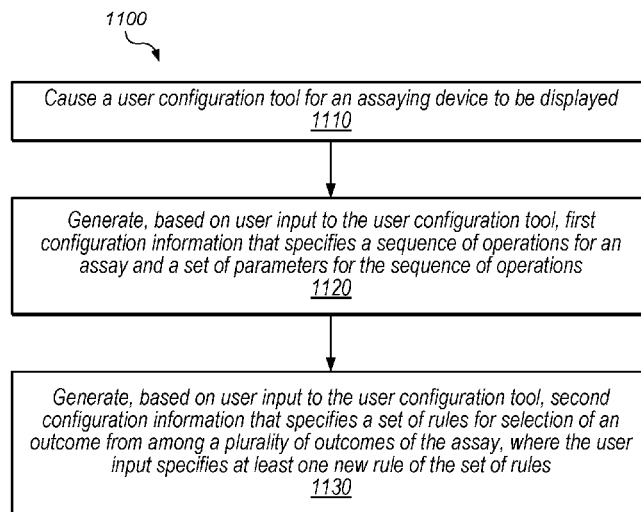 1100
Cause a user configuration tool for an assaying device to be displayed
1110
Generate, based on user input to the user configuration tool, first
configuration information that specifies a sequence of operations for an
assay and a set of parameters for the sequence of operations
1120
Generate, based on user input to the user configuration tool, second
configuration information that specifies a set of rules for selection of an
outcome from among a plurality of outcomes of the assay, where the user
input specifies at least one new rule of the set of rules
1130